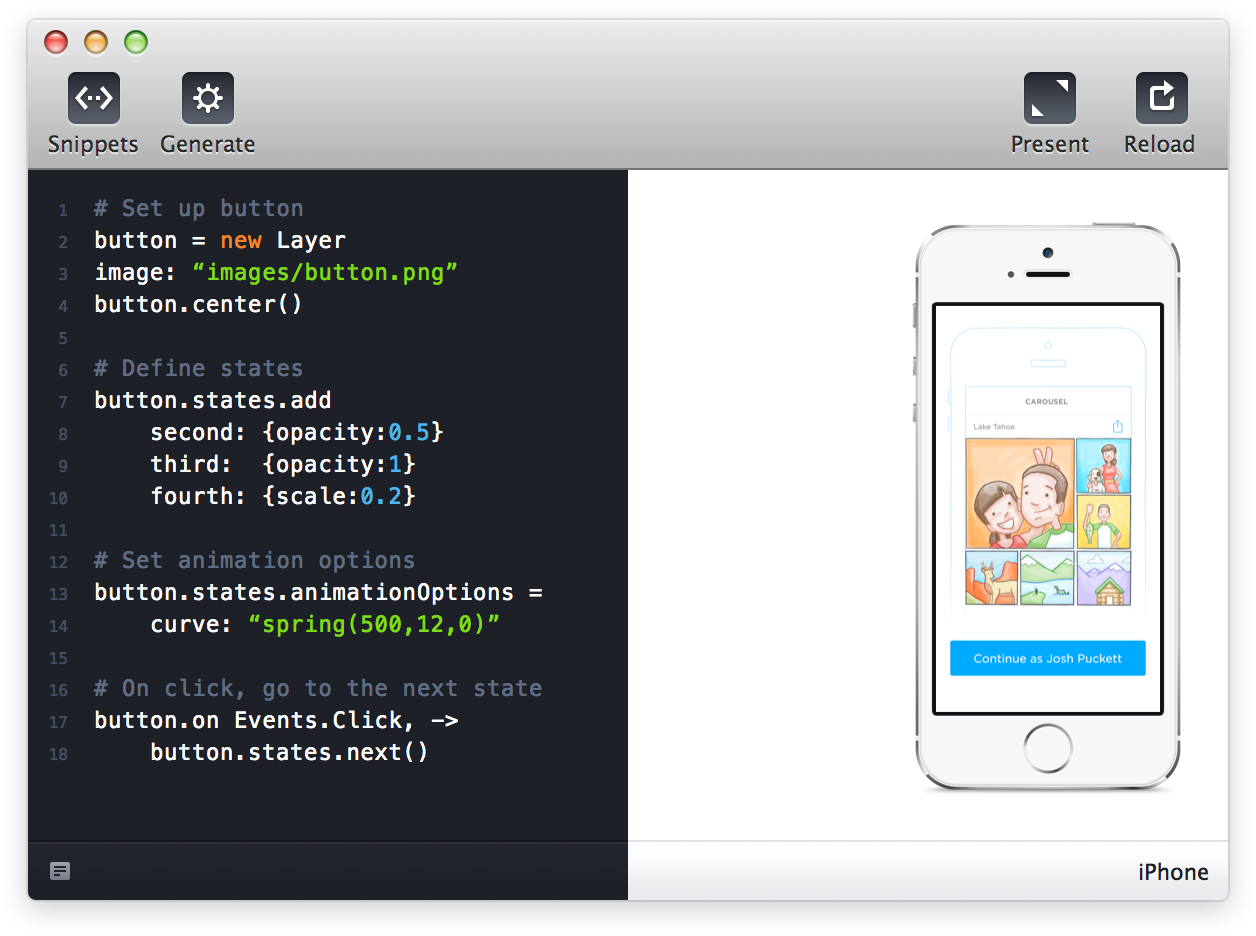 Snippets
Generate
Present
Reload
1 # Set up button
2 button = new Layer
3 image: “images/button.png”
4 button.center()
5
6 # Define states
7 button.states.add
8     second: {opacity:0.5}
9     third:  {opacity:1}
10     fourth: {scale:0.2}
11
12 # Set animation options
13 button.states.animationOptions =
14     curve: “spring(500,12,0)”
15
16 # On click, go to the next state
17 button.on Events.Click, ->
18     button.states.next()
CAROUSEL
Lake Tahoe
Continue as Josh Puckett
iPhone